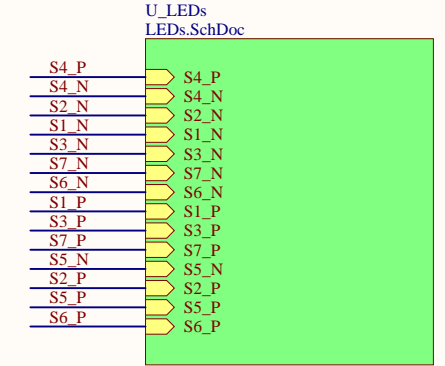 U_LEDs
LEDs.SchDoc
S4_P S4_P
S4_N S4_N
S2_N S2_N
S1_N S1_N
S3_N S3_N
S7_N S7_N
S6_N S6_N
S1_P S1_P
S3_P S3_P
S7_P S7_P
S5_N S5_N
S2_P S2_P
S5_P S5_P
S6_P S6_P